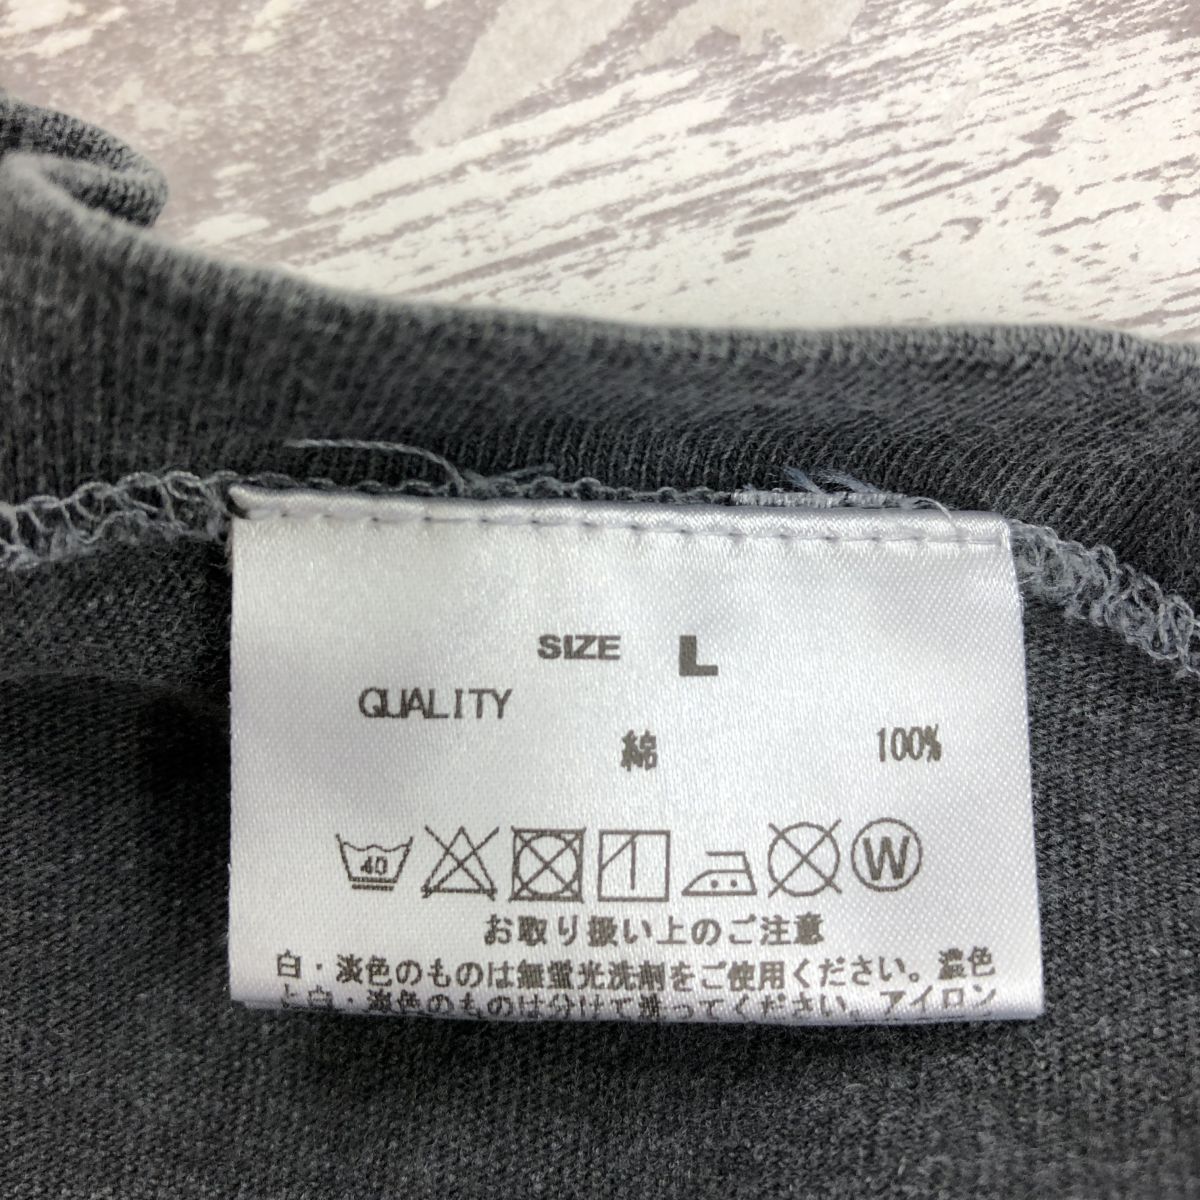 SIZE L
QUALITY
綿 100%
40 W
お取り扱い上のご注意
白・淡色のものは無蛍光洗剤をご使用ください。濃色
と白・淡色のものは分けて洗ってください。アイロン